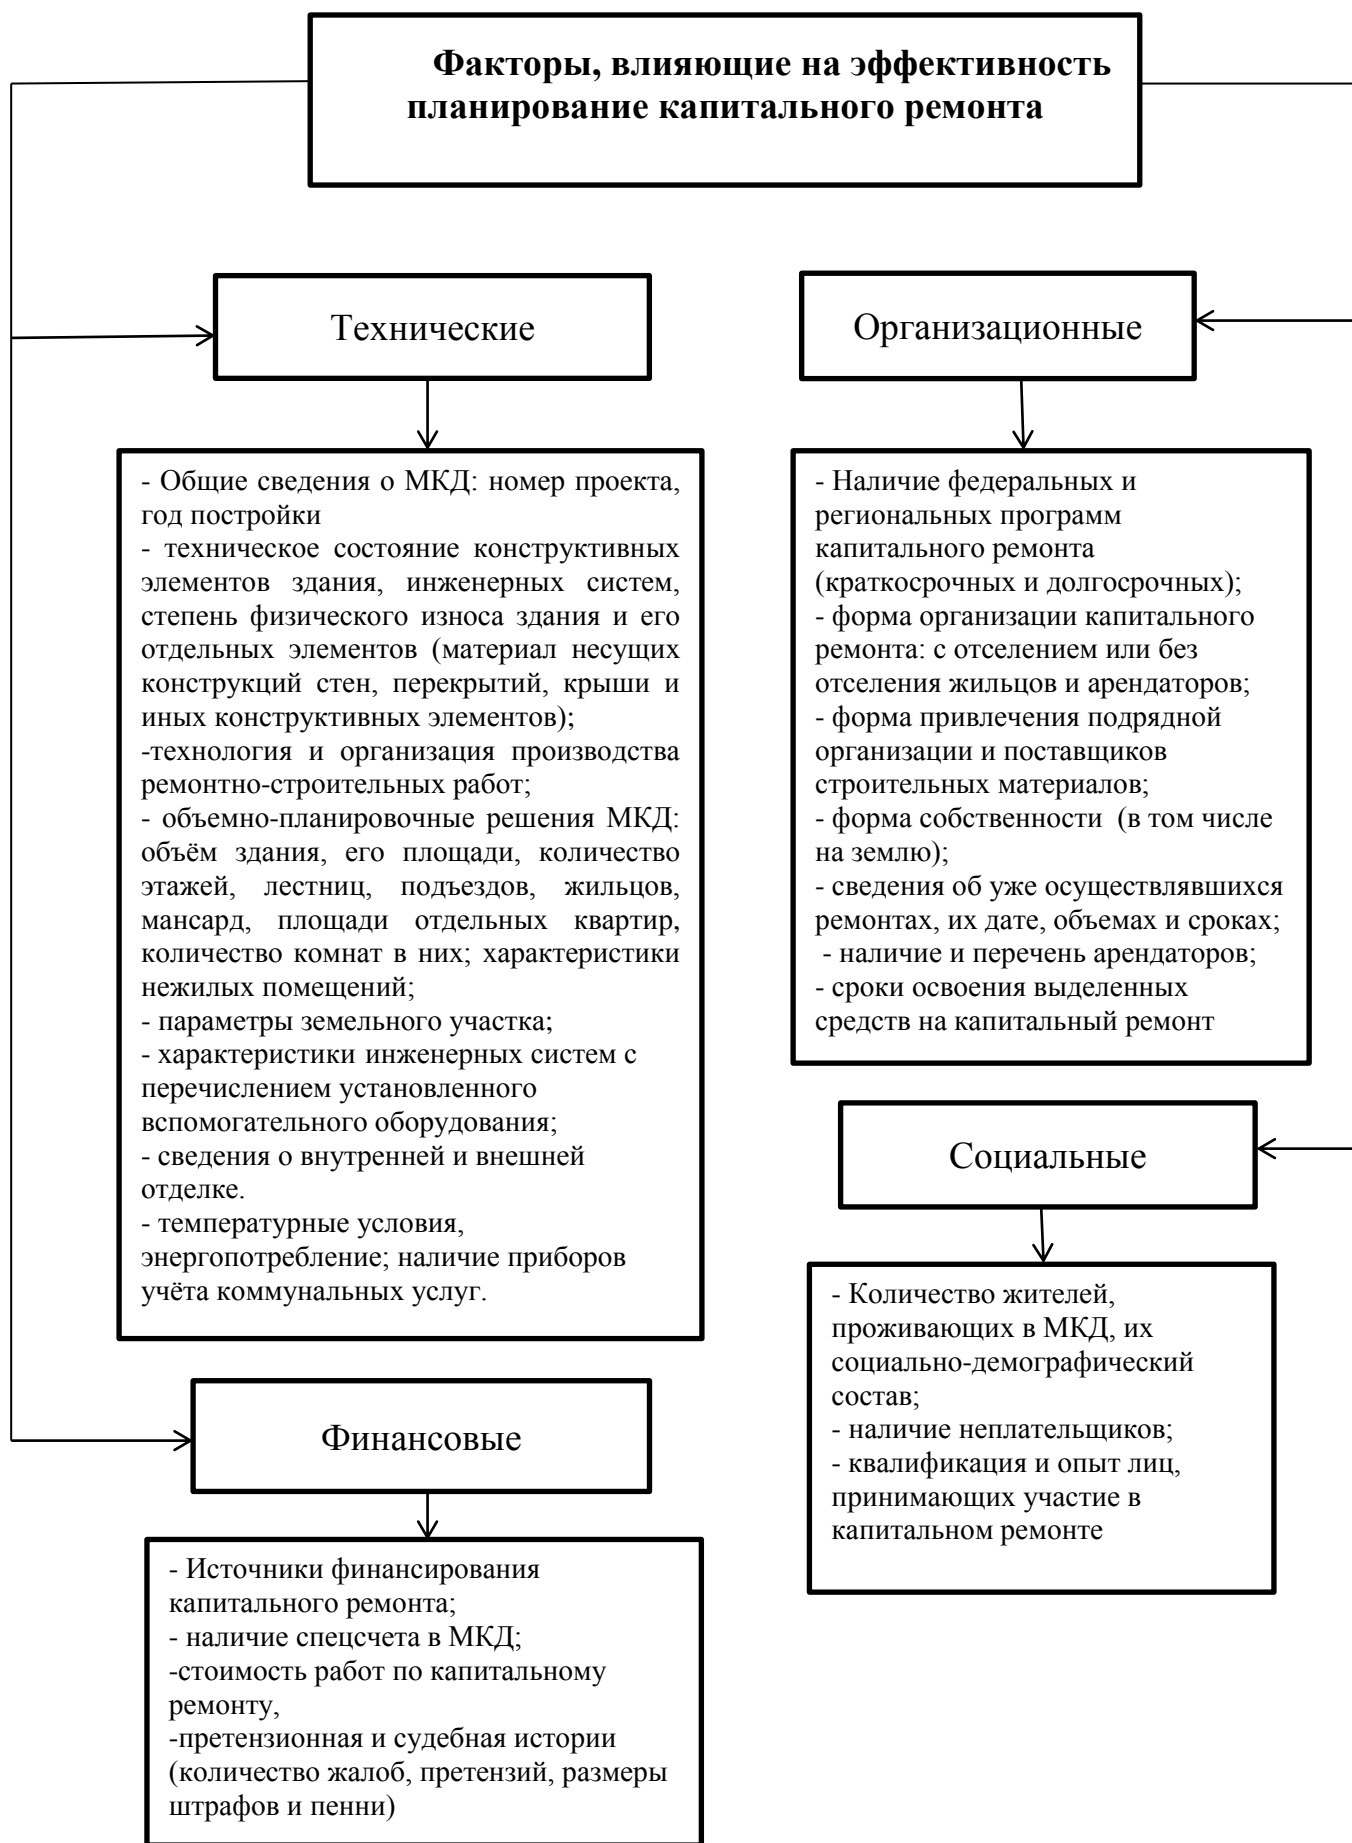 Факторы, влияющие на эффективность
планирование капитального ремонта
Технические
- Общие сведения о МКД: номер проекта,
год постройки
- техническое состояние конструктивных
элементов здания, инженерных систем,
степень физического износа здания и его
отдельных элементов (материал несущих
конструкций стен, перекрытий, крыши и
иных конструктивных элементов);
-технология и организация производства
ремонтно-строительных работ;
- объемно-планировочные решения МКД:
объём здания, его площади, количество
этажей, лестниц, подъездов, жильцов,
мансард, площади отдельных квартир,
количество комнат в них; характеристики
нежилых помещений;
- параметры земельного участка;
- характеристики инженерных систем с
перечислением установленного
вспомогательного оборудования;
- сведения о внутренней и внешней
отделке.
- температурные условия,
энергопотребление; наличие приборов
учёта коммунальных услуг.
Организационные
- Наличие федеральных и
региональных программ
капитального ремонта
(краткосрочных и долгосрочных);
- форма организации капитального
ремонта: с отселением или без
отселения жильцов и арендаторов;
- форма привлечения подрядной
организации и поставщиков
строительных материалов;
- форма собственности (в том числе
на землю);
- сведения об уже осуществлявшихся
ремонтах, их дате, объемах и сроках;
- наличие и перечень арендаторов;
- сроки освоения выделенных
средств на капитальный ремонт
Социальные
- Количество жителей,
проживающих в МКД, их
социально-демографический
состав;
- наличие неплательщиков;
- квалификация и опыт лиц,
принимающих участие в
капитальном ремонте
Финансовые
- Источники финансирования
капитального ремонта;
- наличие спецсчета в МКД;
-стоимость работ по капитальному
ремонту,
-претензионная и судебная истории
(количество жалоб, претензий, размеры
штрафов и пенни)